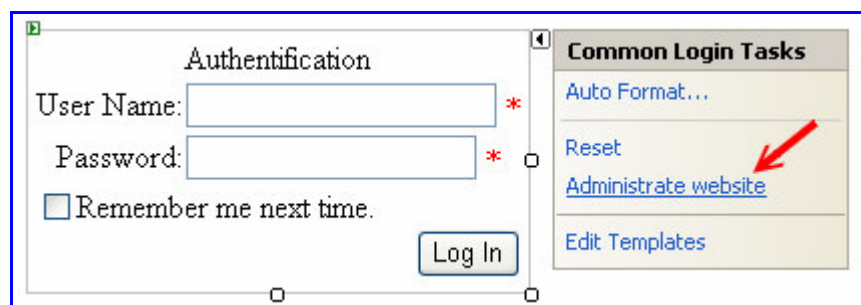 Authentification
User Name: *
Password: *
Remember me next time.
Log In
Common Login Tasks
Auto Format...
Reset
Administrate website
Edit Templates